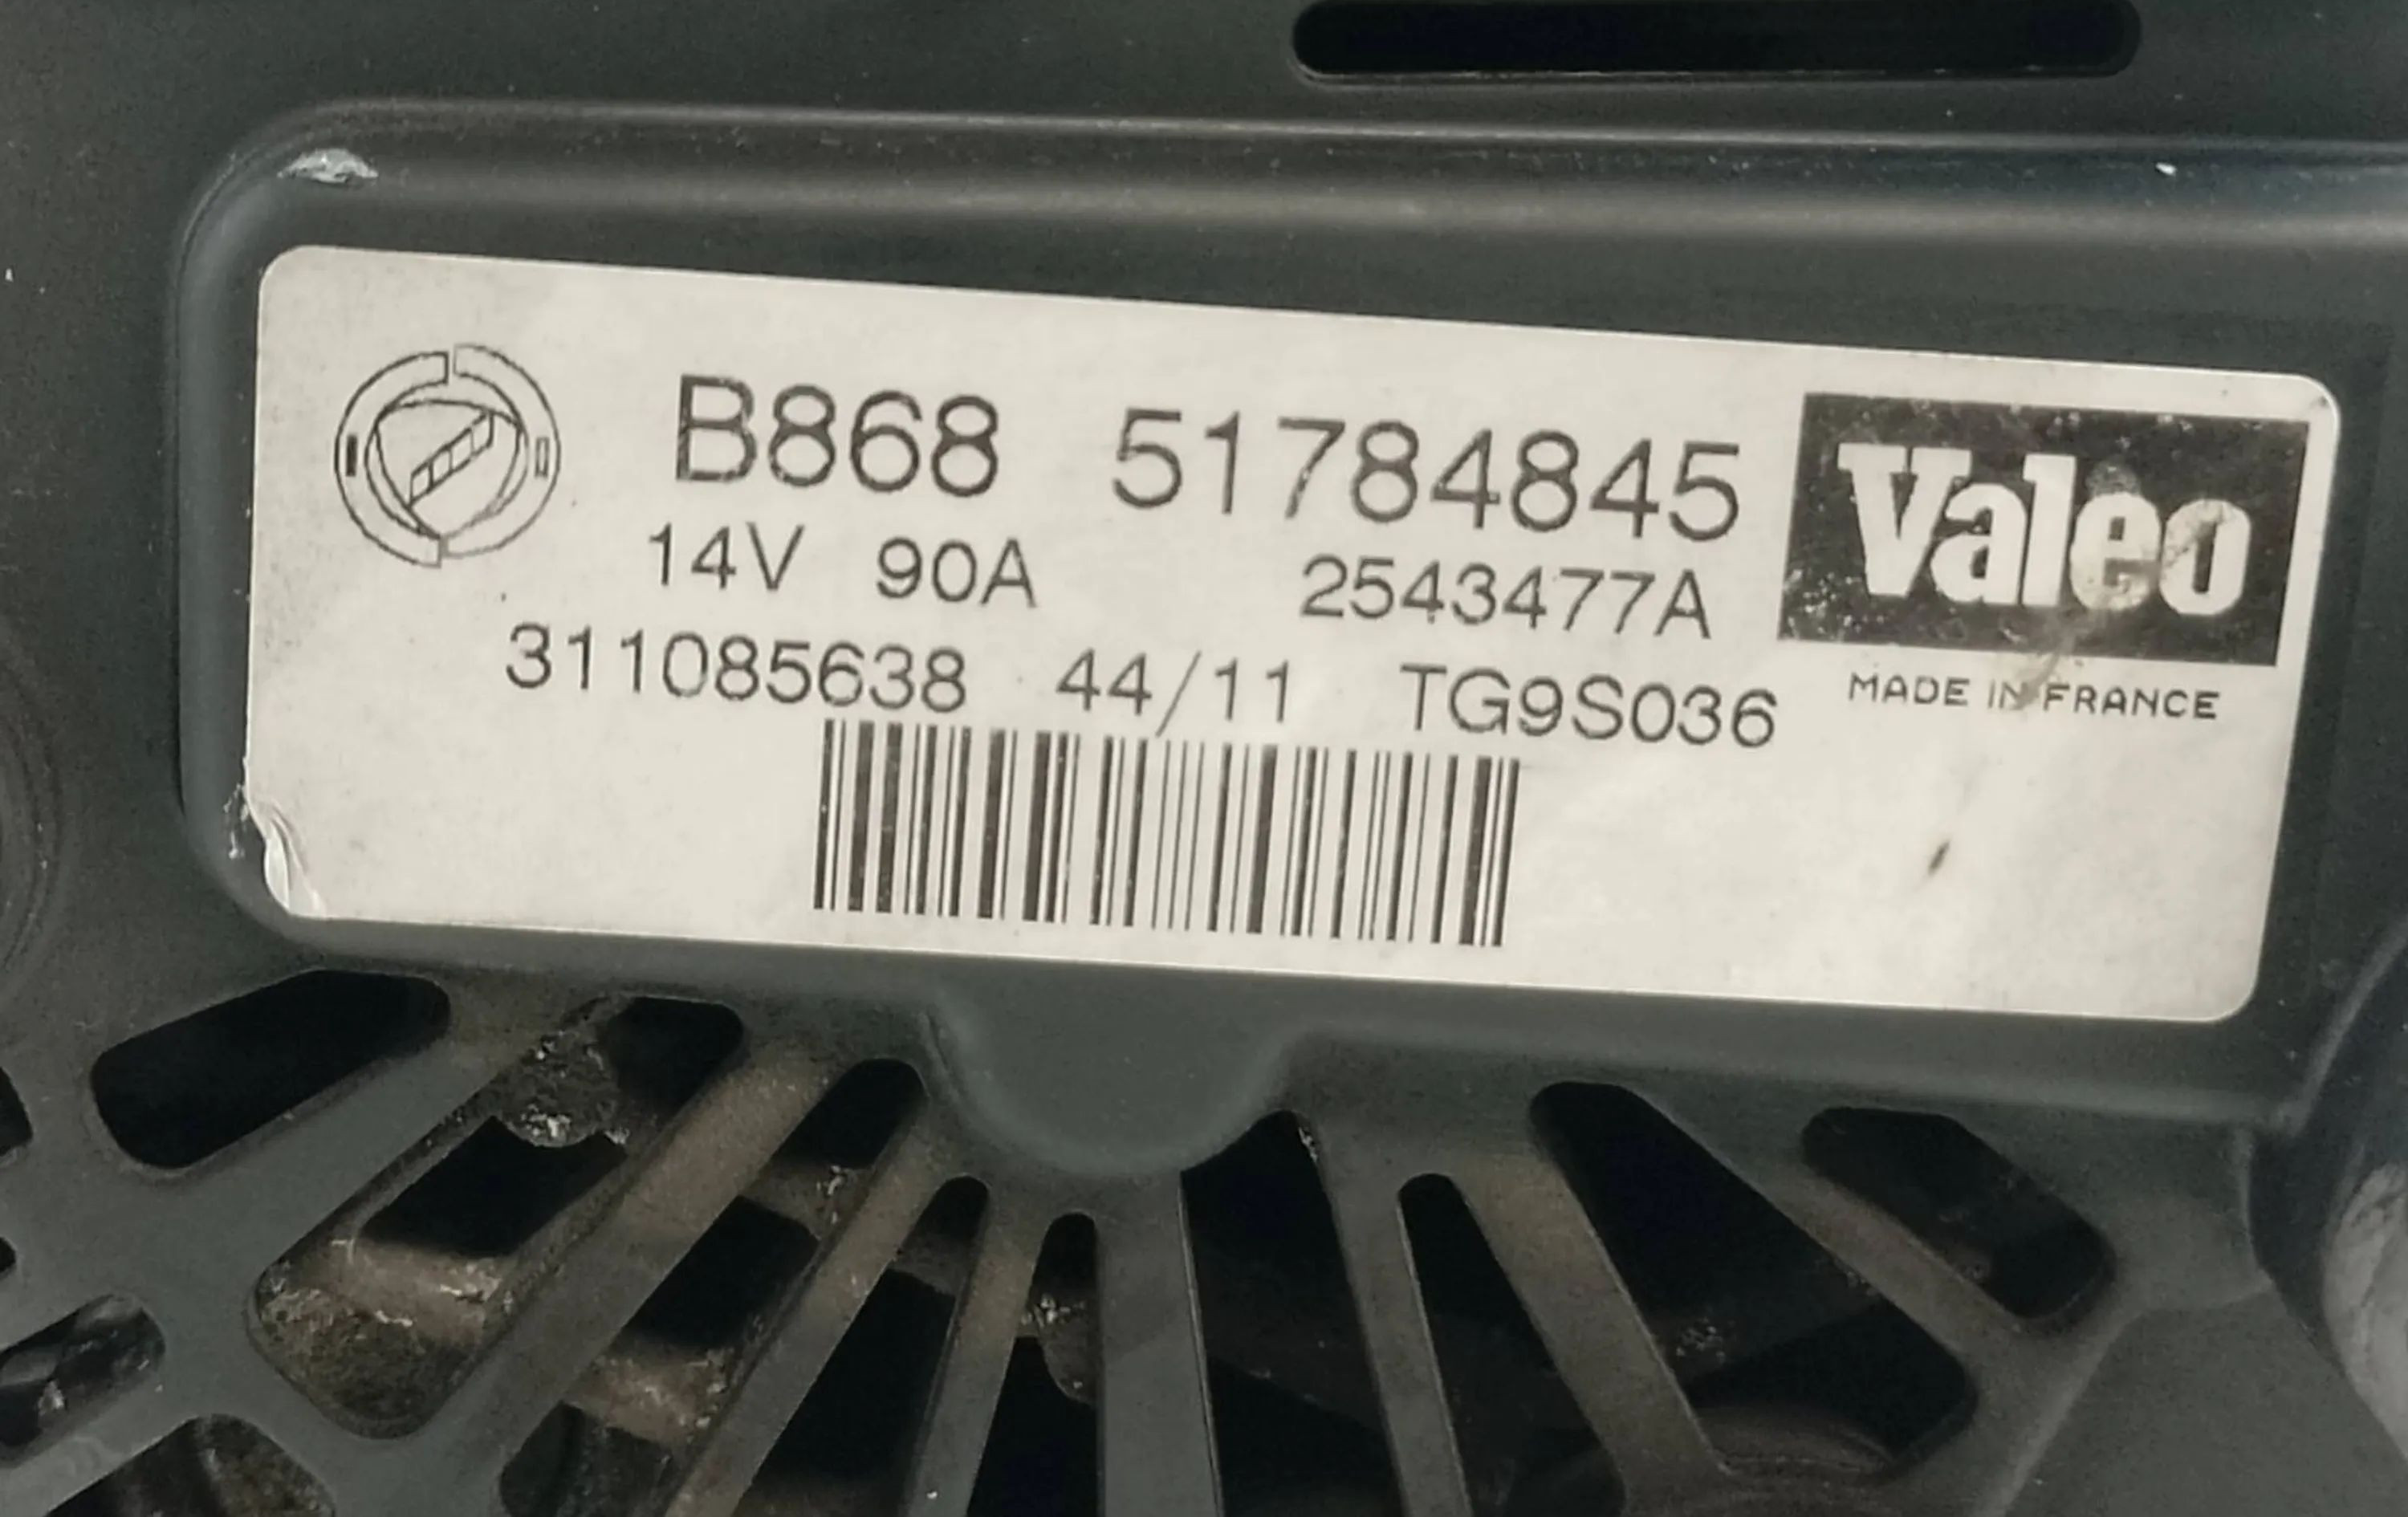 B868 51784845 Valeo
14V 90A 2543477A
311085638 44/11 TG9S036 MADE IN FRANCE